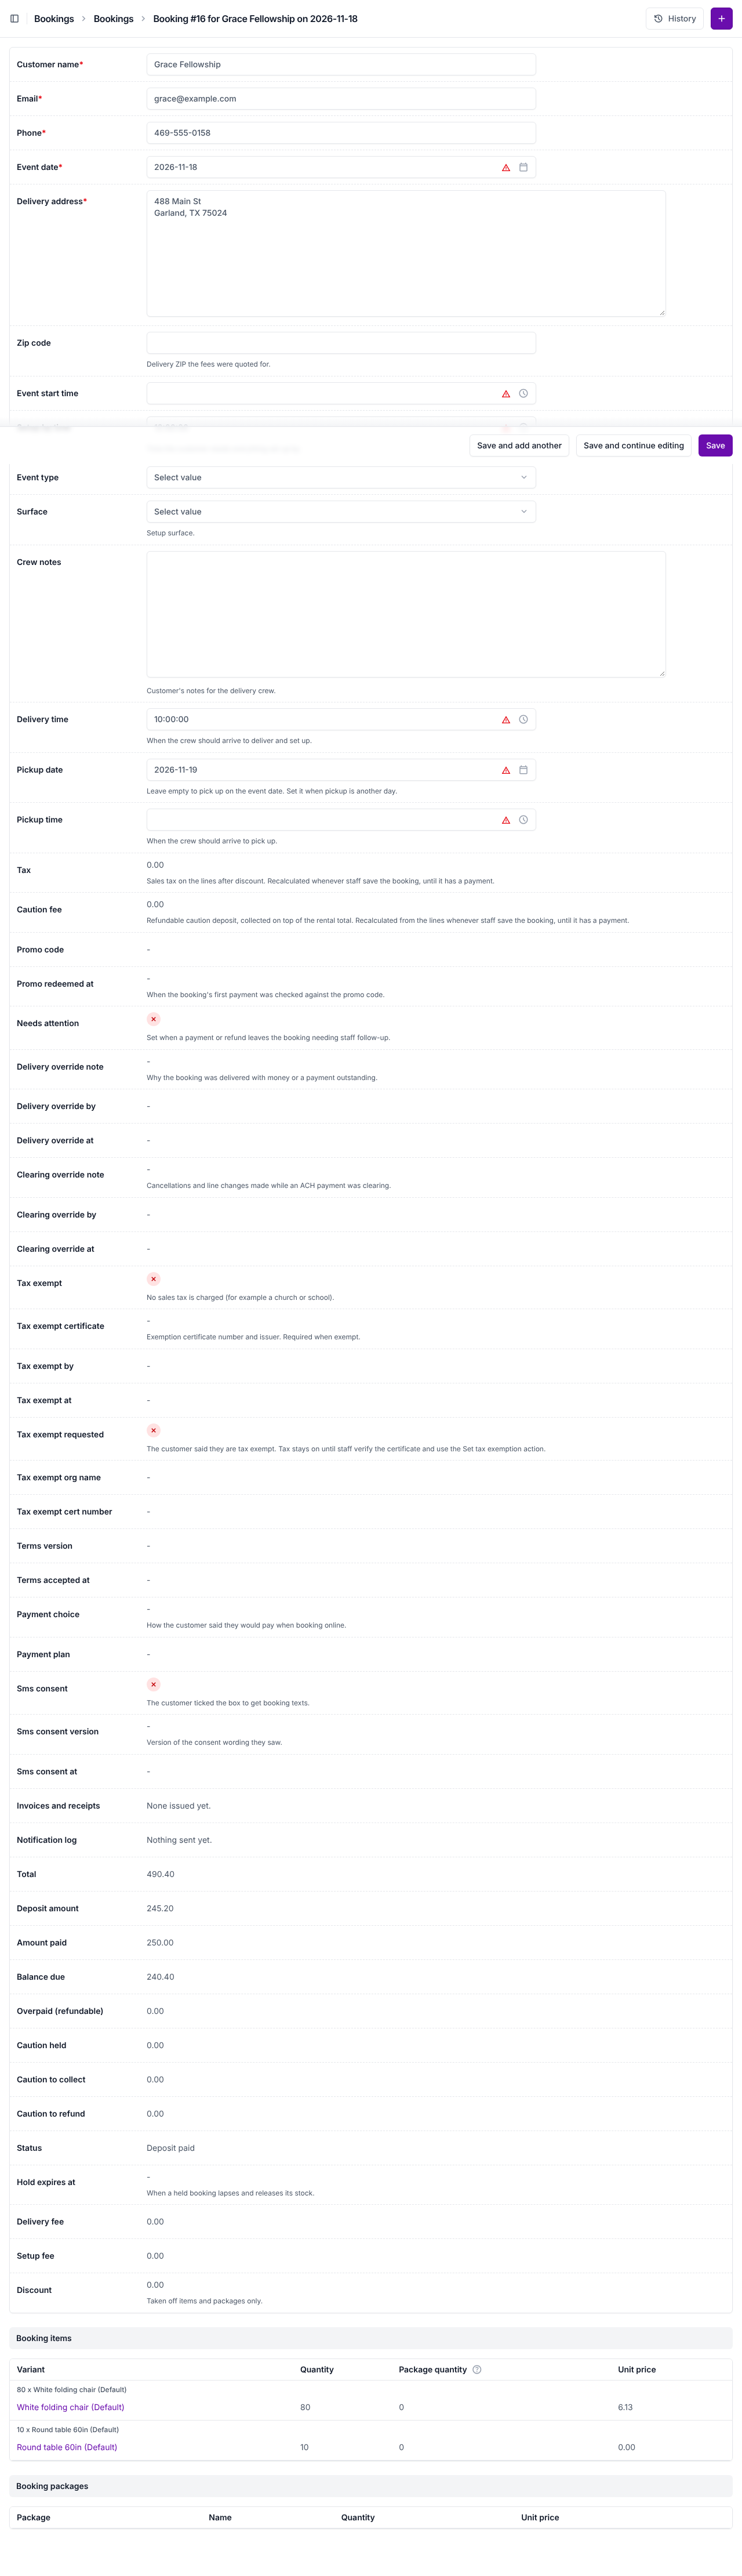 Bookings > Bookings > Booking #16 for Grace Fellowship on 2026-11-18
History
+
Customer name*
Grace Fellowship
Email*
grace@example.com
Phone*
469-555-0158
Event date*
2026-11-18
Delivery address*
488 Main St
Garland, TX 75024
Zip code
Delivery ZIP the fees were quoted for.
Event start time
Save and add another
Save and continue editing
Save
Event type
Select value
Surface
Select value
Setup surface.
Crew notes
Customer's notes for the delivery crew.
Delivery time
10:00:00
When the crew should arrive to deliver and set up.
Pickup date
2026-11-19
Leave empty to pick up on the event date. Set it when pickup is another day.
Pickup time
When the crew should arrive to pick up.
Tax
0.00
Sales tax on the lines after discount. Recalculated whenever staff save the booking, until it has a payment.
Caution fee
0.00
Refundable caution deposit, collected on top of the rental total. Recalculated from the lines whenever staff save the booking, until it has a payment.
Promo code
-
Promo redeemed at
-
When the booking's first payment was checked against the promo code.
Needs attention
Set when a payment or refund leaves the booking needing staff follow-up.
Delivery override note
-
Why the booking was delivered with money or a payment outstanding.
Delivery override by
-
Delivery override at
-
Clearing override note
-
Cancellations and line changes made while an ACH payment was clearing.
Clearing override by
-
Clearing override at
-
Tax exempt
No sales tax is charged (for example a church or school).
Tax exempt certificate
-
Exemption certificate number and issuer. Required when exempt.
Tax exempt by
-
Tax exempt at
-
Tax exempt requested
The customer said they are tax exempt. Tax stays on until staff verify the certificate and use the Set tax exemption action.
Tax exempt org name
-
Tax exempt cert number
-
Terms version
-
Terms accepted at
-
Payment choice
-
How the customer said they would pay when booking online.
Payment plan
-
Sms consent
The customer ticked the box to get booking texts.
Sms consent version
-
Version of the consent wording they saw.
Sms consent at
-
Invoices and receipts
None issued yet.
Notification log
Nothing sent yet.
Total
490.40
Deposit amount
245.20
Amount paid
250.00
Balance due
240.40
Overpaid (refundable)
0.00
Caution held
0.00
Caution to collect
0.00
Caution to refund
0.00
Status
Deposit paid
Hold expires at
-
When a held booking lapses and releases its stock.
Delivery fee
0.00
Setup fee
0.00
Discount
0.00
Taken off items and packages only.
Booking items
Variant Quantity Package quantity Unit price
80 x White folding chair (Default)
White folding chair (Default) 80 0 6.13
10 x Round table 60in (Default)
Round table 60in (Default) 10 0 0.00
Booking packages
Package Name Quantity Unit price